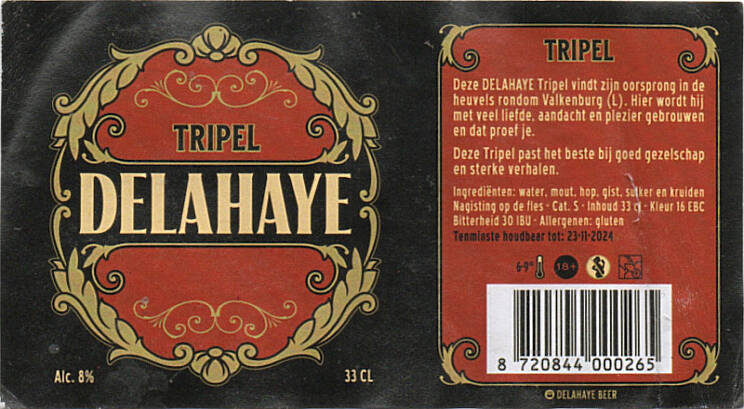 TRIPEL
DELAHAYE
Alc. 8%
33 CL
TRIPEL
Deze DELAHAYE Tripel vindt zijn oorsprong in de
heuvels rondom Valkenburg (L). Hier wordt hij
met veel liefde, aandacht en plezier gebrouwen
en dat proef je.
Deze Tripel past het beste bij goed gezelschap
en sterke verhalen.
Ingrediënten: water, mout, hop, gist, suiker en kruiden
Nagisting op de fles - Cat. S - Inhoud 33 cl - Kleur 16 EBC
Bitterheid 30 IBU - Allergenen: gluten
Tenminste houdbaar tot: 23-11-2024
6-9° 18+
8 720844 000265
© DELAHAYE BEER